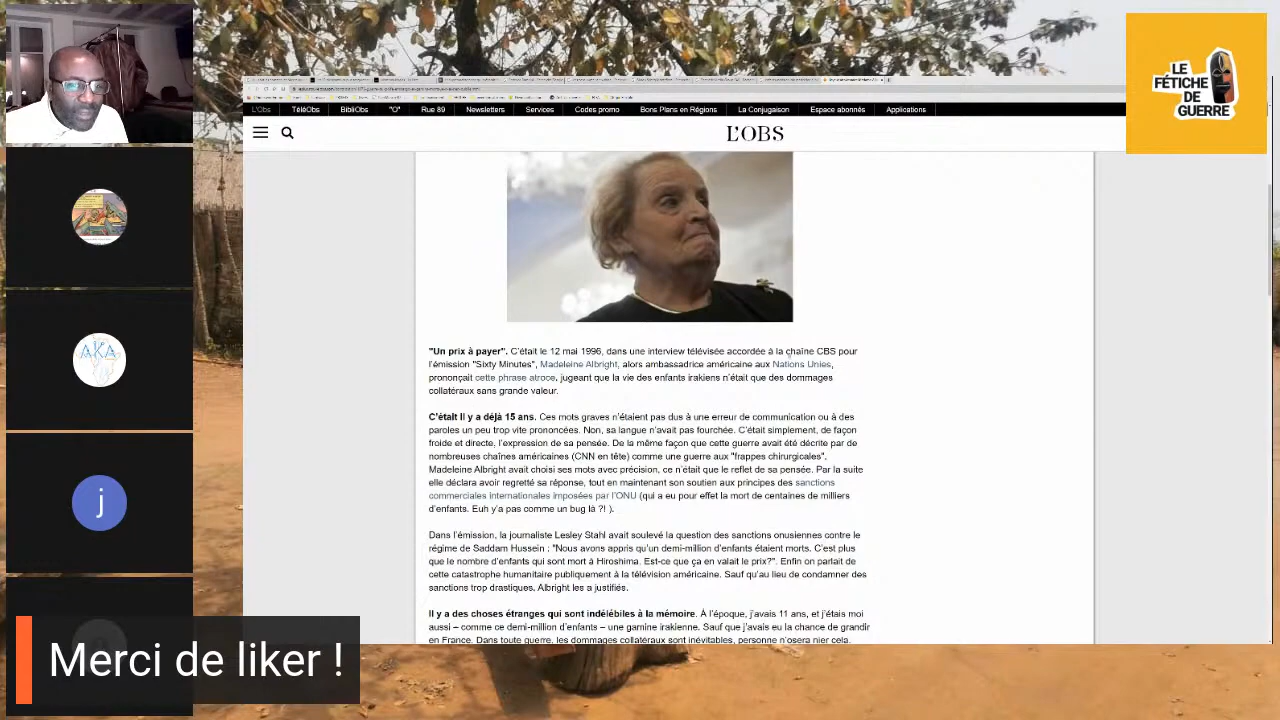 LE
FÉTICHE
DE
GUERRE
L'Obs TéléObs BibliObs "O" Rue 89 Newsletters Services Codes promo Bons Plans en Régions La Conjugaison Espace abonnés Applications
L'OBS
"Un prix à payer". C'était le 12 mai 1996, dans une interview télévisée accordée à la chaîne CBS pour
l'émission "Sixty Minutes", Madeleine Albright, alors ambassadrice américaine aux Nations Unies,
prononçait cette phrase atroce, jugeant que la vie des enfants irakiens n'était que des dommages
collatéraux sans grande valeur.
C'était Il y a déjà 15 ans. Ces mots graves n'étaient pas dus à une erreur de communication ou à des
paroles un peu trop vite prononcées. Non, sa langue n'avait pas fourchée. C'était simplement, de façon
froide et directe, l'expression de sa pensée. De la même façon que cette guerre avait été décrite par de
nombreuses chaînes américaines (CNN en tête) comme une guerre aux "frappes chirurgicales".
Madeleine Albright avait choisi ses mots avec précision, ce n'était que le reflet de sa pensée. Par la suite
elle déclara avoir regretté sa réponse, tout en maintenant son soutien aux principes des sanctions
commerciales internationales imposées par l'ONU (qui a eu pour effet la mort de centaines de milliers
d'enfants. Euh y'a pas comme un bug là ?! ).
Dans l'émission, la journaliste Lesley Stahl avait soulevé la question des sanctions onusiennes contre le
régime de Saddam Hussein : "Nous avons appris qu'un demi-million d'enfants étaient morts. C'est plus
que le nombre d'enfants qui sont mort à Hiroshima. Est-ce que ça en valait le prix?". Enfin on parlait de
cette catastrophe humanitaire publiquement à la télévision américaine. Sauf qu'au lieu de condamner des
sanctions trop drastiques, Albright les a justifiés.
Il y a des choses étranges qui sont indélébiles à la mémoire. À l'époque, j'avais 11 ans, et j'étais moi
aussi – comme ce demi-million d'enfants – une gamine irakienne. Sauf que j'avais eu la chance de grandir
en France. Dans toute guerre, les dommages collatéraux sont inévitables, personne n'osera nier cela.
AKA
j
Merci de liker !